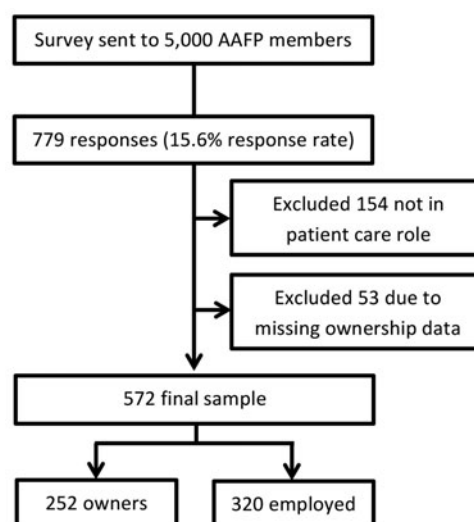 Survey sent to 5,000 AAFP members
779 responses (15.6% response rate)
Excluded 154 not in
patient care role
Excluded 53 due to
missing ownership data
572 final sample
252 owners
320 employed